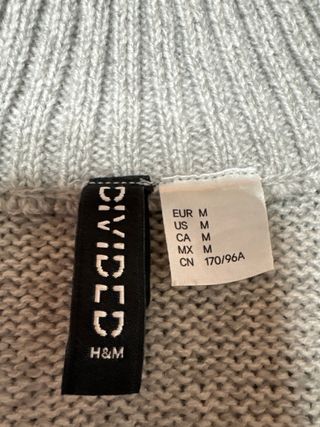 DIVIDED
H&M
EUR M
US M
CA M
MX M
CN 170/96A